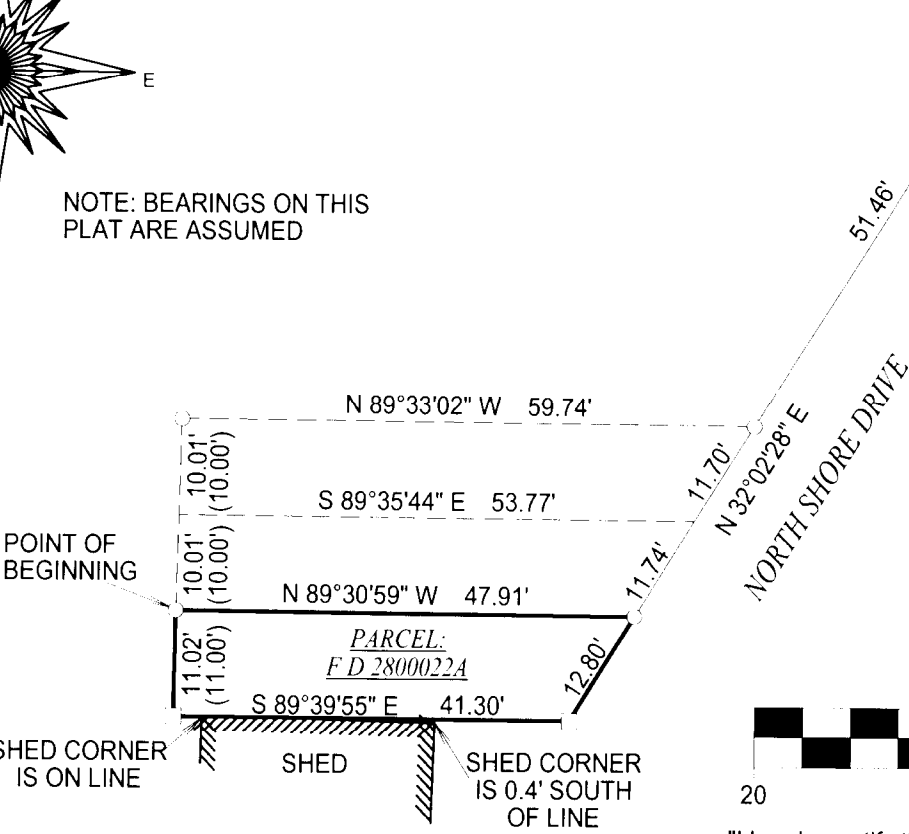 E
NOTE: BEARINGS ON THIS
PLAT ARE ASSUMED
51.46'
N 89°33'02" W 59.74'
10.01'
(10.00')
11.70'
N 32°02'28" E
NORTH SHORE DRIVE
S 89°35'44" E 53.77'
POINT OF
BEGINNING
10.01'
(10.00')
11.74'
N 89°30'59" W 47.91'
PARCEL:
F D 2800022A
11.02'
(11.00')
12.80'
S 89°39'55" E 41.30'
SHED CORNER
IS ON LINE
SHED
SHED CORNER
IS 0.4' SOUTH
OF LINE
20